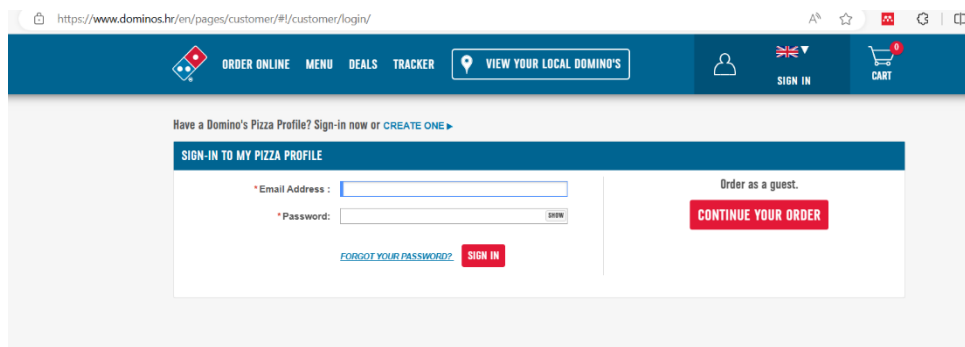 https://www.dominos.hr/en/pages/customer/#!/customer/login/
ORDER ONLINE MENU DEALS TRACKER VIEW YOUR LOCAL DOMINO'S
SIGN IN
0
CART
Have a Domino's Pizza Profile? Sign-in now or CREATE ONE
SIGN-IN TO MY PIZZA PROFILE
*Email Address :
*Password:
SHOW
FORGOT YOUR PASSWORD? SIGN IN
Order as a guest.
CONTINUE YOUR ORDER